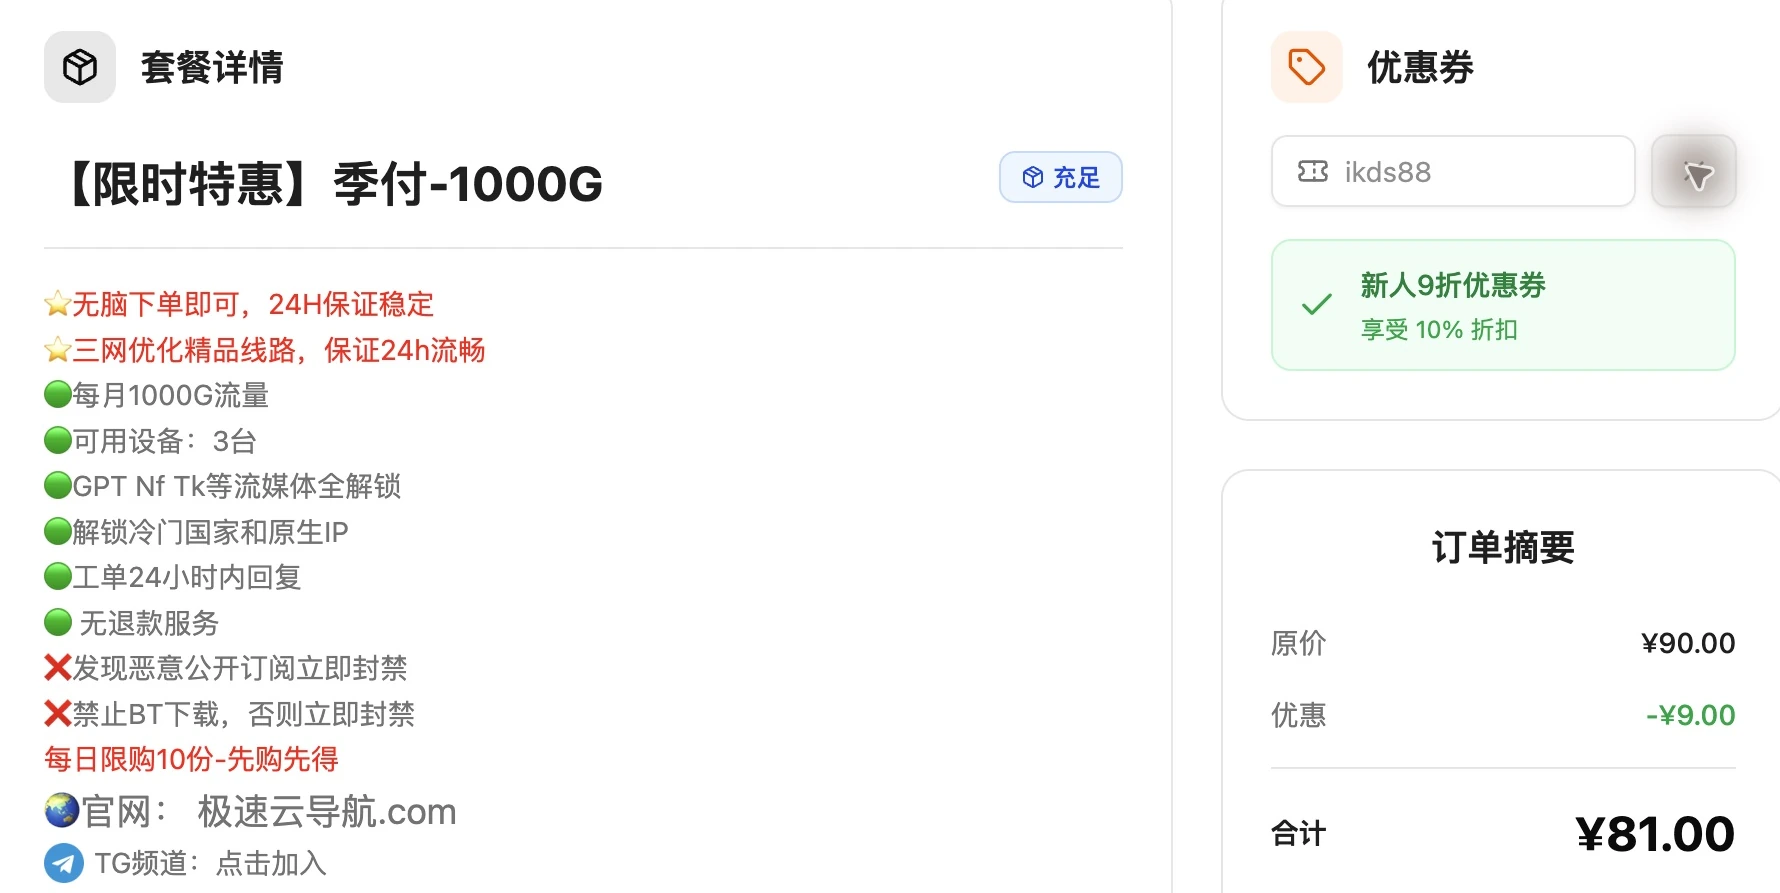 套餐详情
【限时特惠】季付-1000G
充足
⭐无脑下单即可，24H保证稳定
⭐三网优化精品线路，保证24h流畅
🟢每月1000G流量
🟢可用设备：3台
🟢GPT Nf Tk等流媒体全解锁
🟢解锁冷门国家和原生IP
🟢工单24小时内回复
🟢 无退款服务
❌发现恶意公开订阅立即封禁
❌禁止BT下载，否则立即封禁
每日限购10份-先购先得
🌏官网： 极速云导航.com
TG频道：点击加入
优惠券
ikds88
新人9折优惠券
享受 10% 折扣
订单摘要
原价 ¥90.00
优惠 -¥9.00
合计 ¥81.00